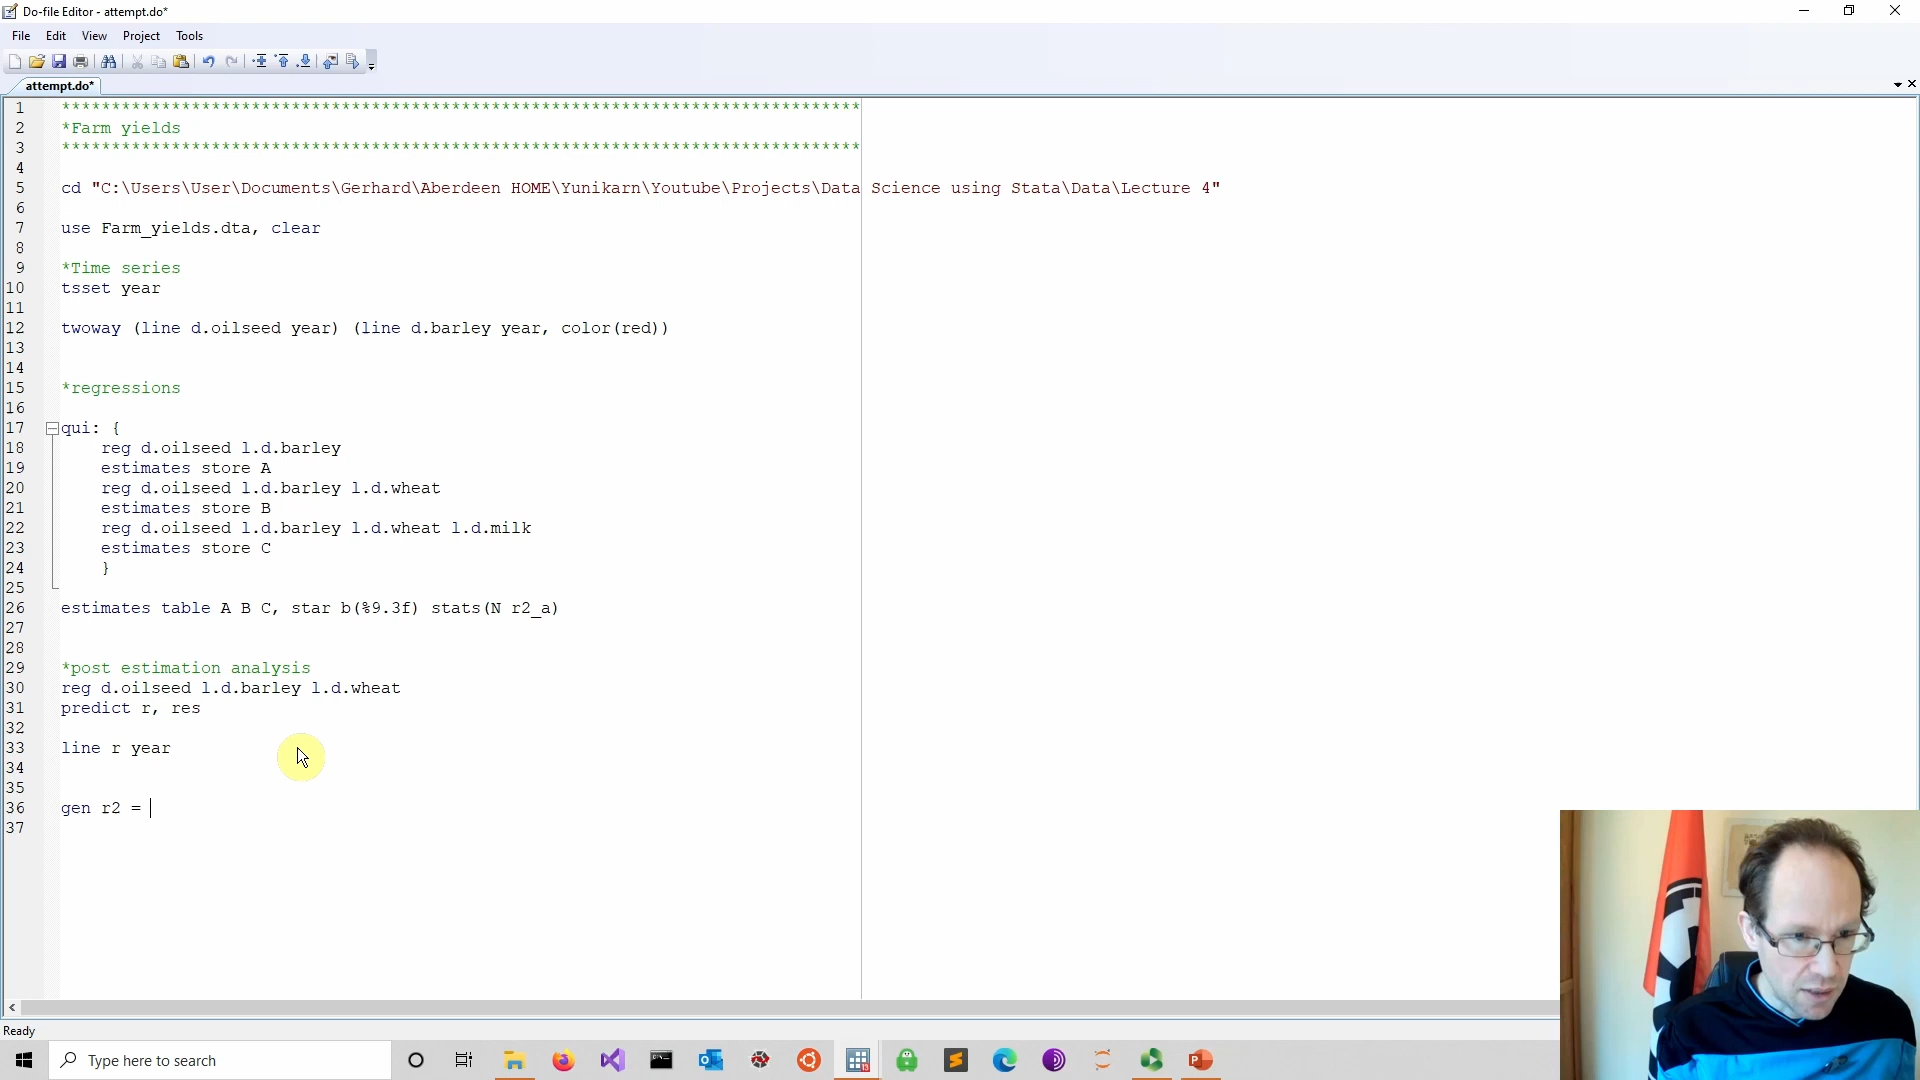 Do-file Editor - attempt.do*
File Edit View Project Tools
attempt.do*
1 ********************************************************************************
2 *Farm yields
3 ********************************************************************************
4
5 cd "C:\Users\User\Documents\Gerhard\Aberdeen HOME\Yunikarn\Youtube\Projects\Data Science using Stata\Data\Lecture 4"
6
7 use Farm_yields.dta, clear
8
9 *Time series
10 tsset year
11
12 twoway (line d.oilseed year) (line d.barley year, color(red))
13
14
15 *regressions
16
17 qui: {
18 reg d.oilseed l.d.barley
19 estimates store A
20 reg d.oilseed l.d.barley l.d.wheat
21 estimates store B
22 reg d.oilseed l.d.barley l.d.wheat l.d.milk
23 estimates store C
24 }
25
26 estimates table A B C, star b(%9.3f) stats(N r2_a)
27
28
29 *post estimation analysis
30 reg d.oilseed l.d.barley l.d.wheat
31 predict r, res
32
33 line r year
34
35
36 gen r2 =
37
Ready
Type here to search